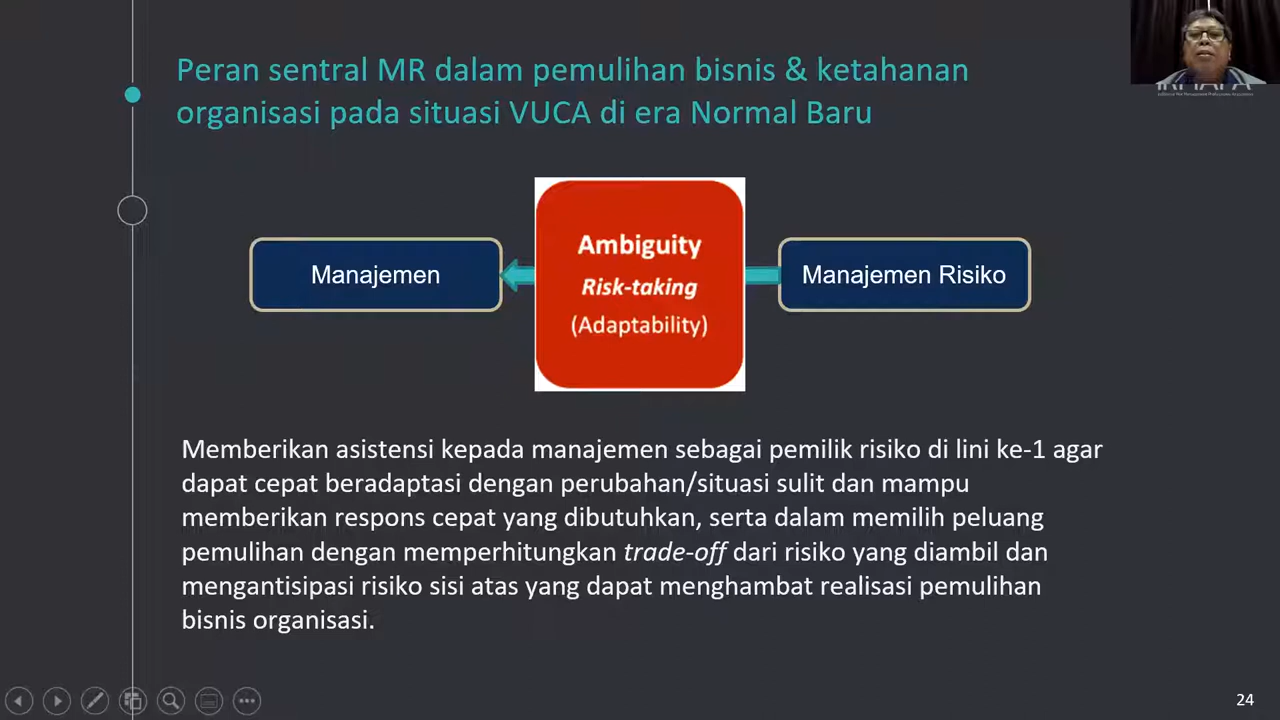 Peran sentral MR dalam pemulihan bisnis & ketahanan
organisasi pada situasi VUCA di era Normal Baru
Manajemen
Ambiguity
Risk-taking
(Adaptability)
Manajemen Risiko
Memberikan asistensi kepada manajemen sebagai pemilik risiko di lini ke-1 agar
dapat cepat beradaptasi dengan perubahan/situasi sulit dan mampu
memberikan respons cepat yang dibutuhkan, serta dalam memilih peluang
pemulihan dengan memperhitungkan trade-off dari risiko yang diambil dan
mengantisipasi risiko sisi atas yang dapat menghambat realisasi pemulihan
bisnis organisasi.
24